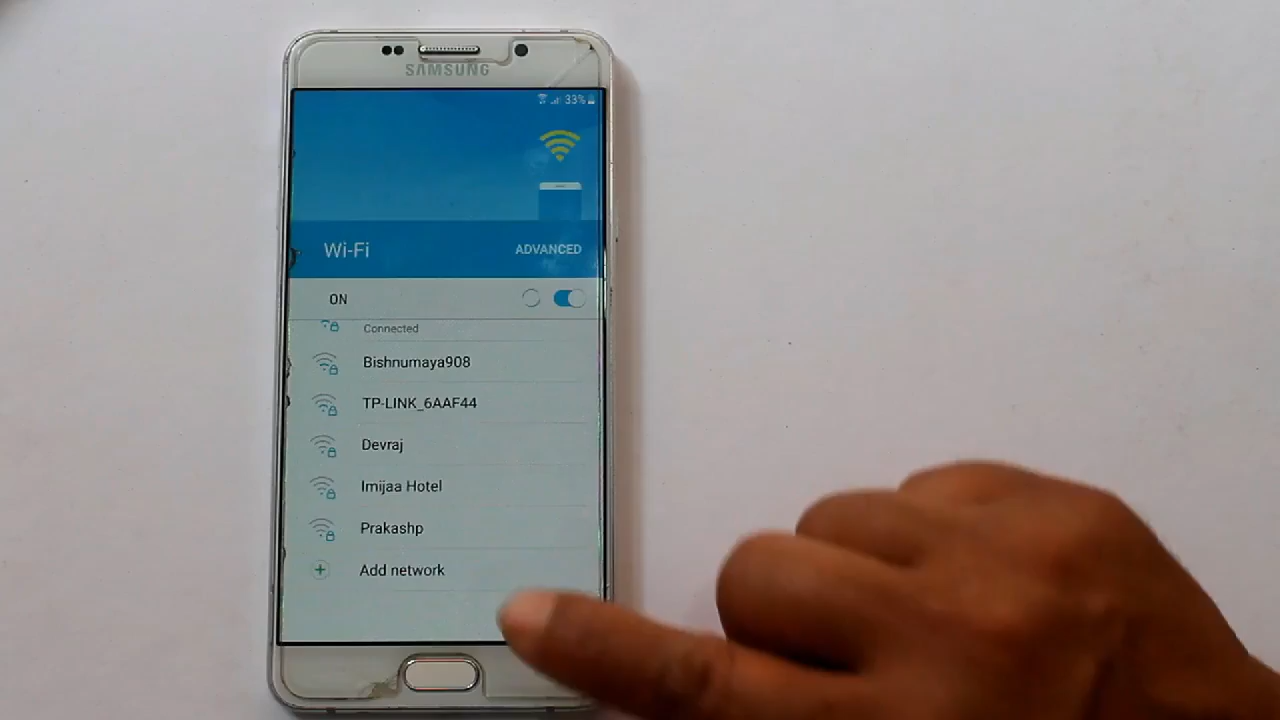 SAMSUNG
33%
Wi-Fi
ADVANCED
ON
Connected
Bishnumaya908
TP-LINK_6AAF44
Devraj
Imijaa Hotel
Prakashp
Add network